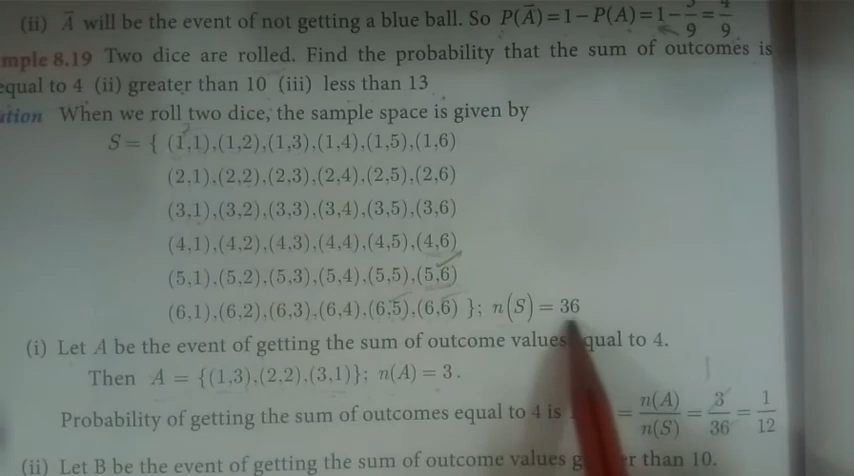 (ii) Ā will be the event of not getting a blue ball. So P(Ā) = 1 − P(A) = 1 − 5/9 = 4/9
mple 8.19 Two dice are rolled. Find the probability that the sum of outcomes is
equal to 4 (ii) greater than 10 (iii) less than 13
ution When we roll two dice, the sample space is given by
S = { (1,1),(1,2),(1,3),(1,4),(1,5),(1,6)
(2,1),(2,2),(2,3),(2,4),(2,5),(2,6)
(3,1),(3,2),(3,3),(3,4),(3,5),(3,6)
(4,1),(4,2),(4,3),(4,4),(4,5),(4,6)
(5,1),(5,2),(5,3),(5,4),(5,5),(5,6)
(6,1),(6,2),(6,3),(6,4),(6,5),(6,6) }; n(S) = 36
(i) Let A be the event of getting the sum of outcome values qual to 4.
Then A = {(1,3),(2,2),(3,1)}; n(A) = 3.
Probability of getting the sum of outcomes equal to 4 is = n(A)/n(S) = 3/36 = 1/12
(ii) Let B be the event of getting the sum of outcome values g r than 10.